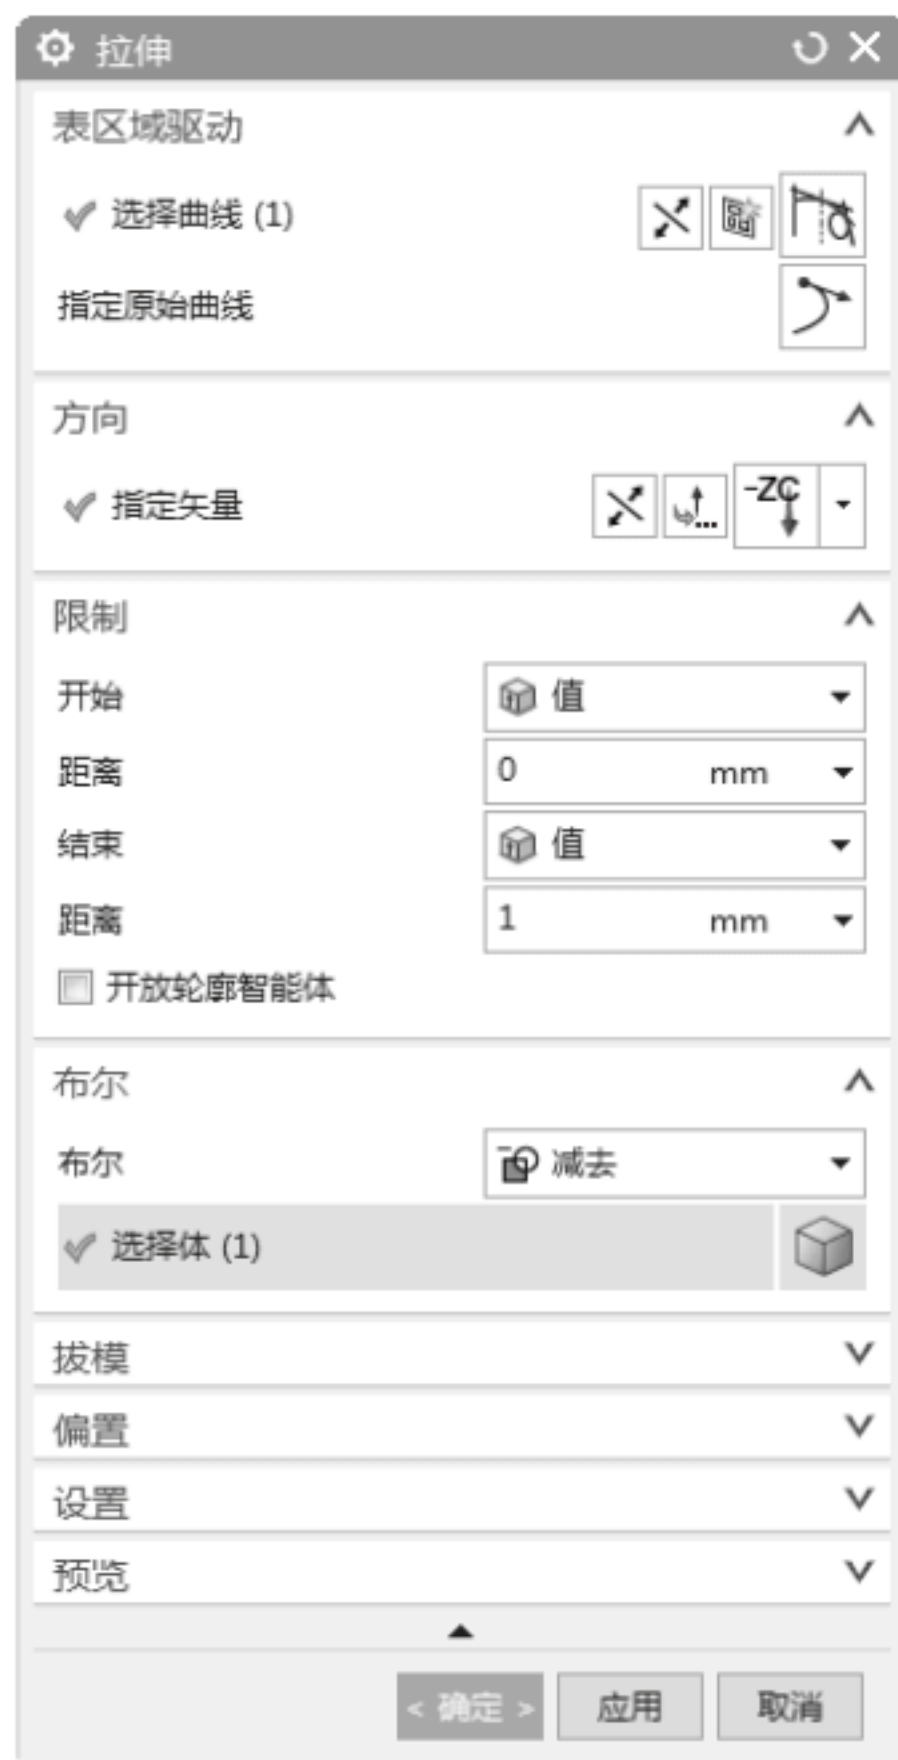 拉伸
表区域驱动
选择曲线 (1)
指定原始曲线
方向
指定矢量
-ZC
限制
开始 值
距离 0 mm
结束 值
距离 1 mm
开放轮廓智能体
布尔
布尔 减去
选择体 (1)
拔模
偏置
设置
预览
< 确定 > 应用 取消